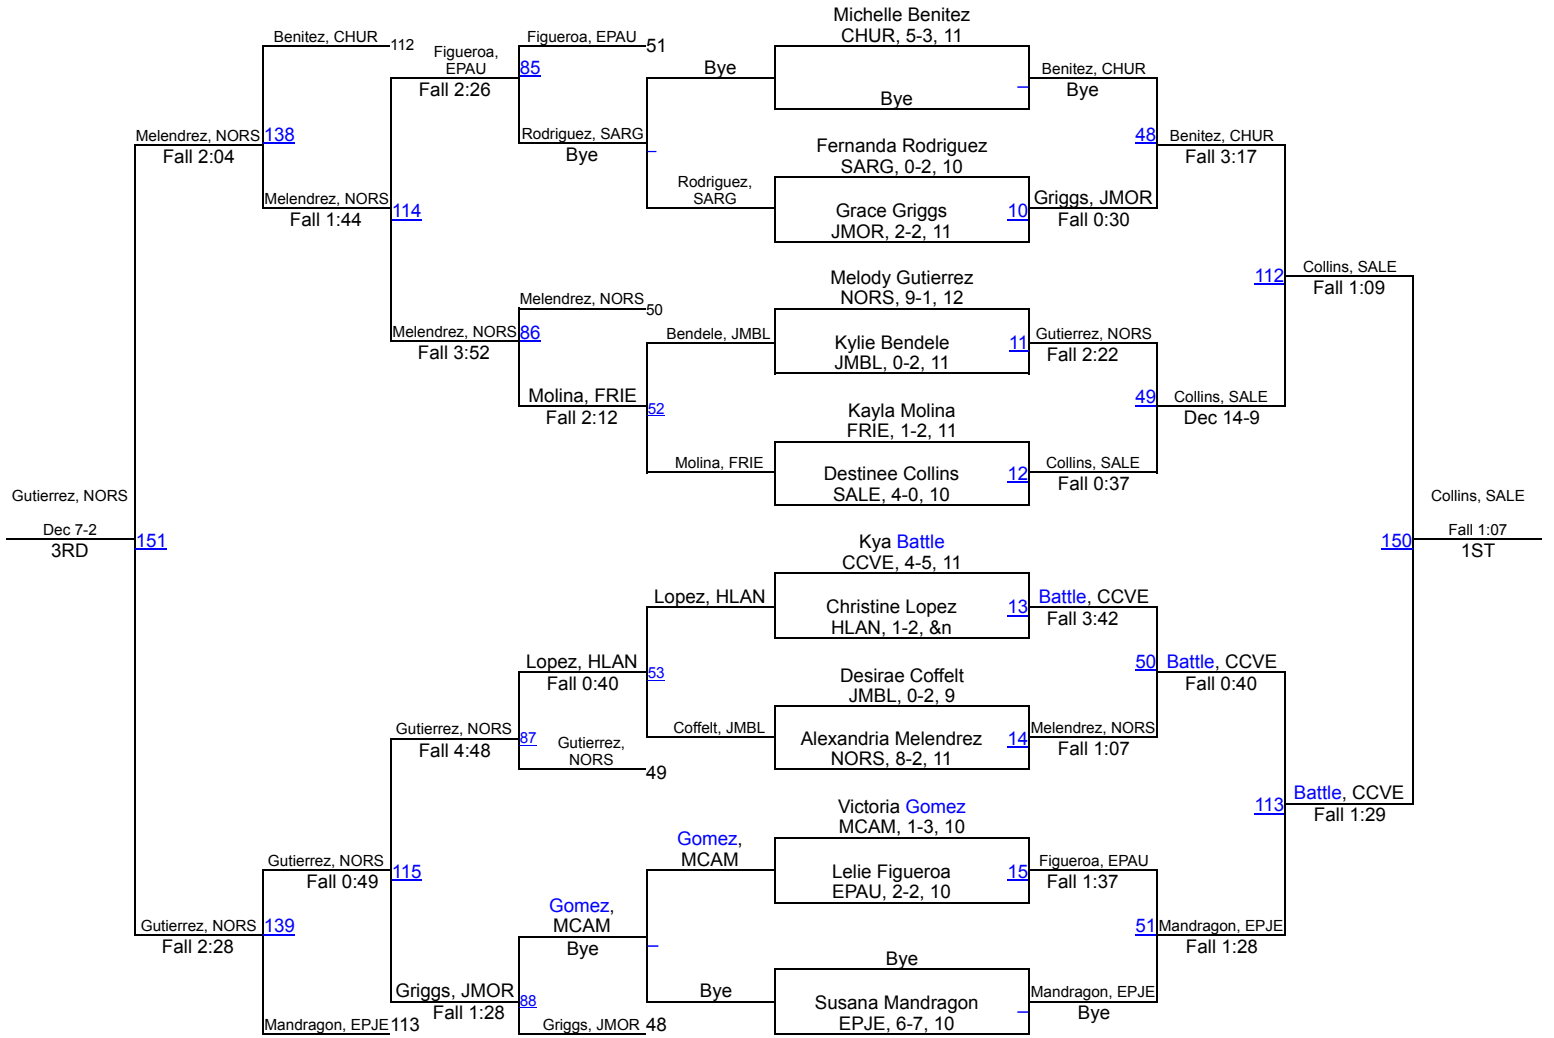 Michelle Benitez
CHUR, 5-3, 11
Benitez, CHUR
112
Figueroa,
EPAU
Fall 2:26
Figueroa, EPAU
51
85
Bye
Bye
Benitez, CHUR
Bye
Melendrez, NORS
Fall 2:04
138
Rodriguez, SARG
Bye
Fernanda Rodriguez
SARG, 0-2, 10
48
Benitez, CHUR
Fall 3:17
Melendrez, NORS
Fall 1:44
114
Rodriguez,
SARG
Grace Griggs
JMOR, 2-2, 11
10
Griggs, JMOR
Fall 0:30
Melody Gutierrez
NORS, 9-1, 12
112
Collins, SALE
Fall 1:09
Melendrez, NORS
50
Melendrez, NORS
Fall 3:52
86
Bendele, JMBL
Kylie Bendele
JMBL, 0-2, 11
11
Gutierrez, NORS
Fall 2:22
Molina, FRIE
Fall 2:12
52
Kayla Molina
FRIE, 1-2, 11
49
Collins, SALE
Dec 14-9
Molina, FRIE
Destinee Collins
SALE, 4-0, 10
12
Collins, SALE
Fall 0:37
Gutierrez, NORS
Dec 7-2
3RD
151
Collins, SALE
Fall 1:07
1ST
150
Kya Battle
CCVE, 4-5, 11
Lopez, HLAN
Christine Lopez
HLAN, 1-2, &n
13
Battle, CCVE
Fall 3:42
Lopez, HLAN
Fall 0:40
53
Desirae Coffelt
JMBL, 0-2, 9
50
Battle, CCVE
Fall 0:40
Gutierrez, NORS
Fall 4:48
87
Gutierrez,
NORS
49
Coffelt, JMBL
Alexandria Melendrez
NORS, 8-2, 11
14
Melendrez, NORS
Fall 1:07
Victoria Gomez
MCAM, 1-3, 10
113
Battle, CCVE
Fall 1:29
Gutierrez, NORS
Fall 0:49
115
Gomez,
MCAM
Lelie Figueroa
EPAU, 2-2, 10
15
Figueroa, EPAU
Fall 1:37
Gutierrez, NORS
Fall 2:28
139
Gomez,
MCAM
Bye
Bye
51
Mandragon, EPJE
Fall 1:28
Griggs, JMOR
Fall 1:28
88
Bye
Susana Mandragon
EPJE, 6-7, 10
Mandragon, EPJE
Bye
Mandragon, EPJE
113
Griggs, JMOR
48